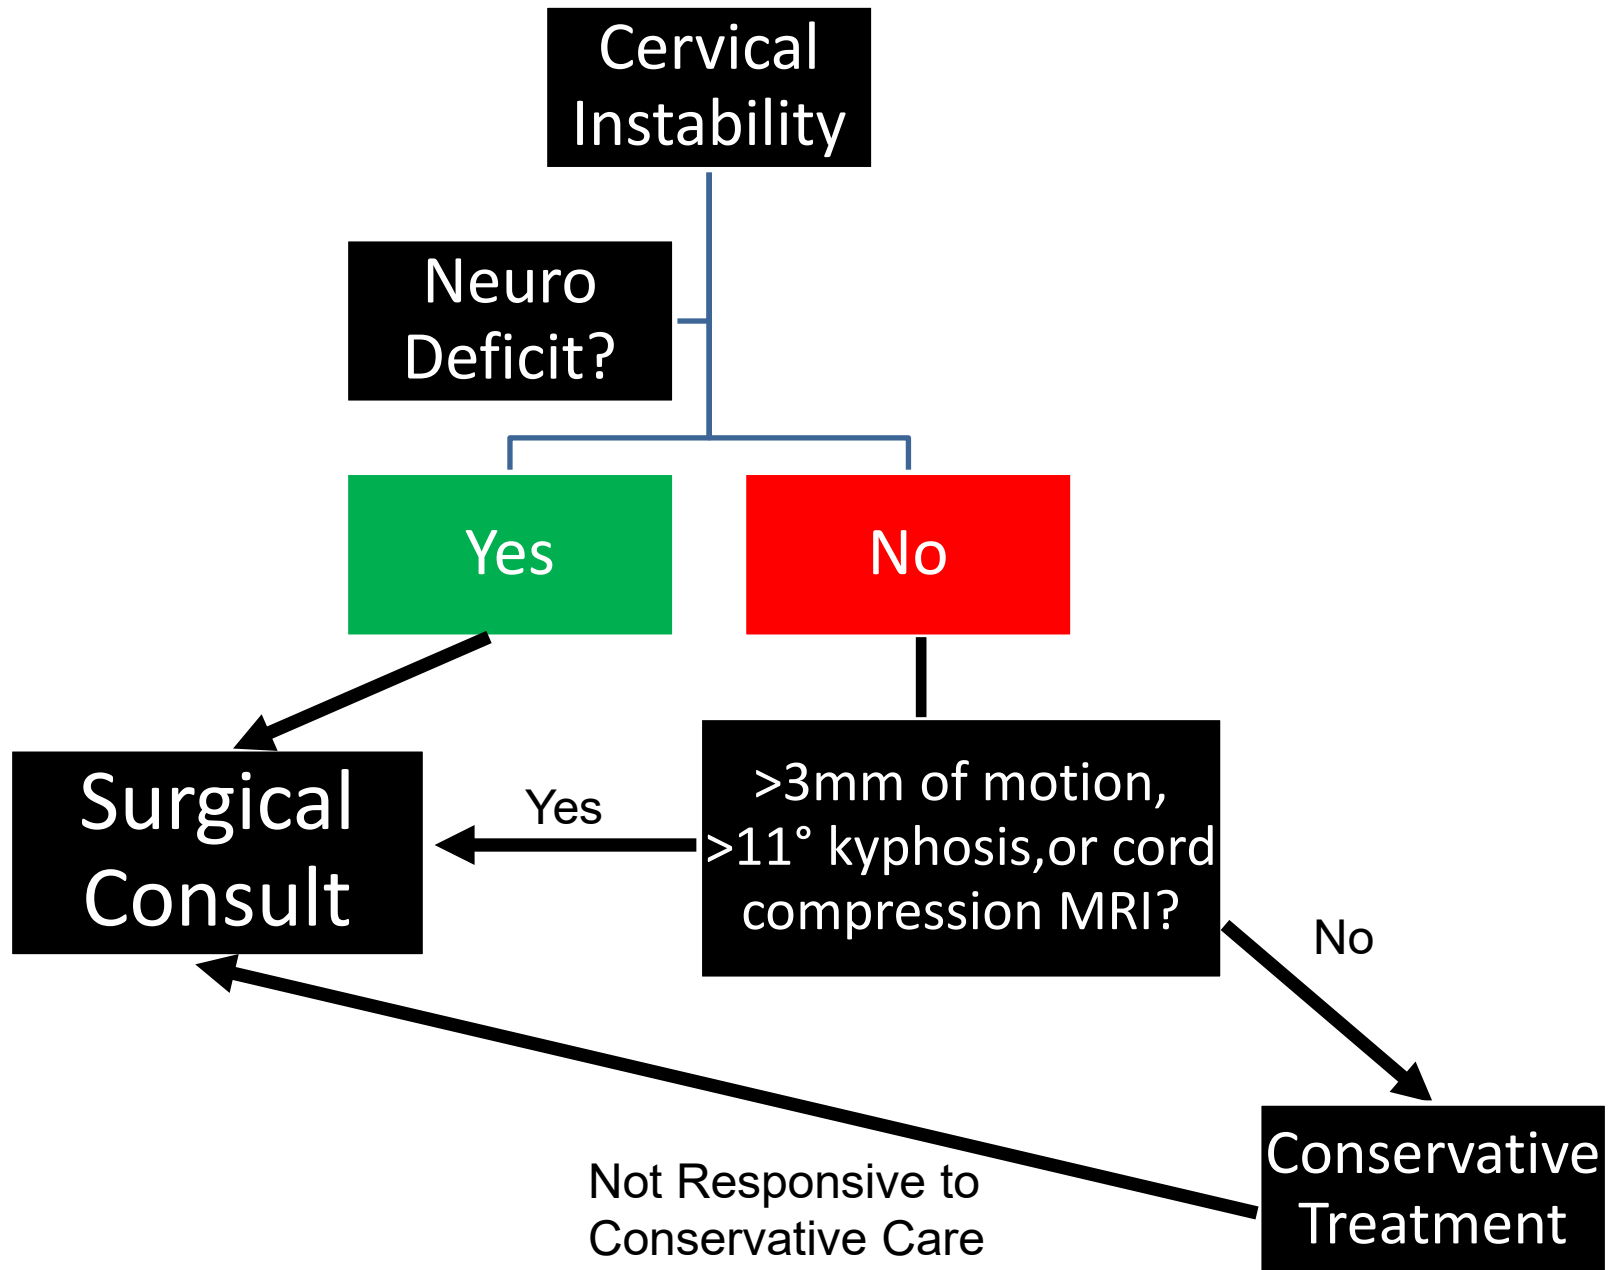 Cervical
Instability
Neuro
Deficit?
Yes
No
Surgical
Consult
Yes
>3mm of motion,
>11° kyphosis,or cord
compression MRI?
No
Not Responsive to
Conservative Care
Conservative
Treatment